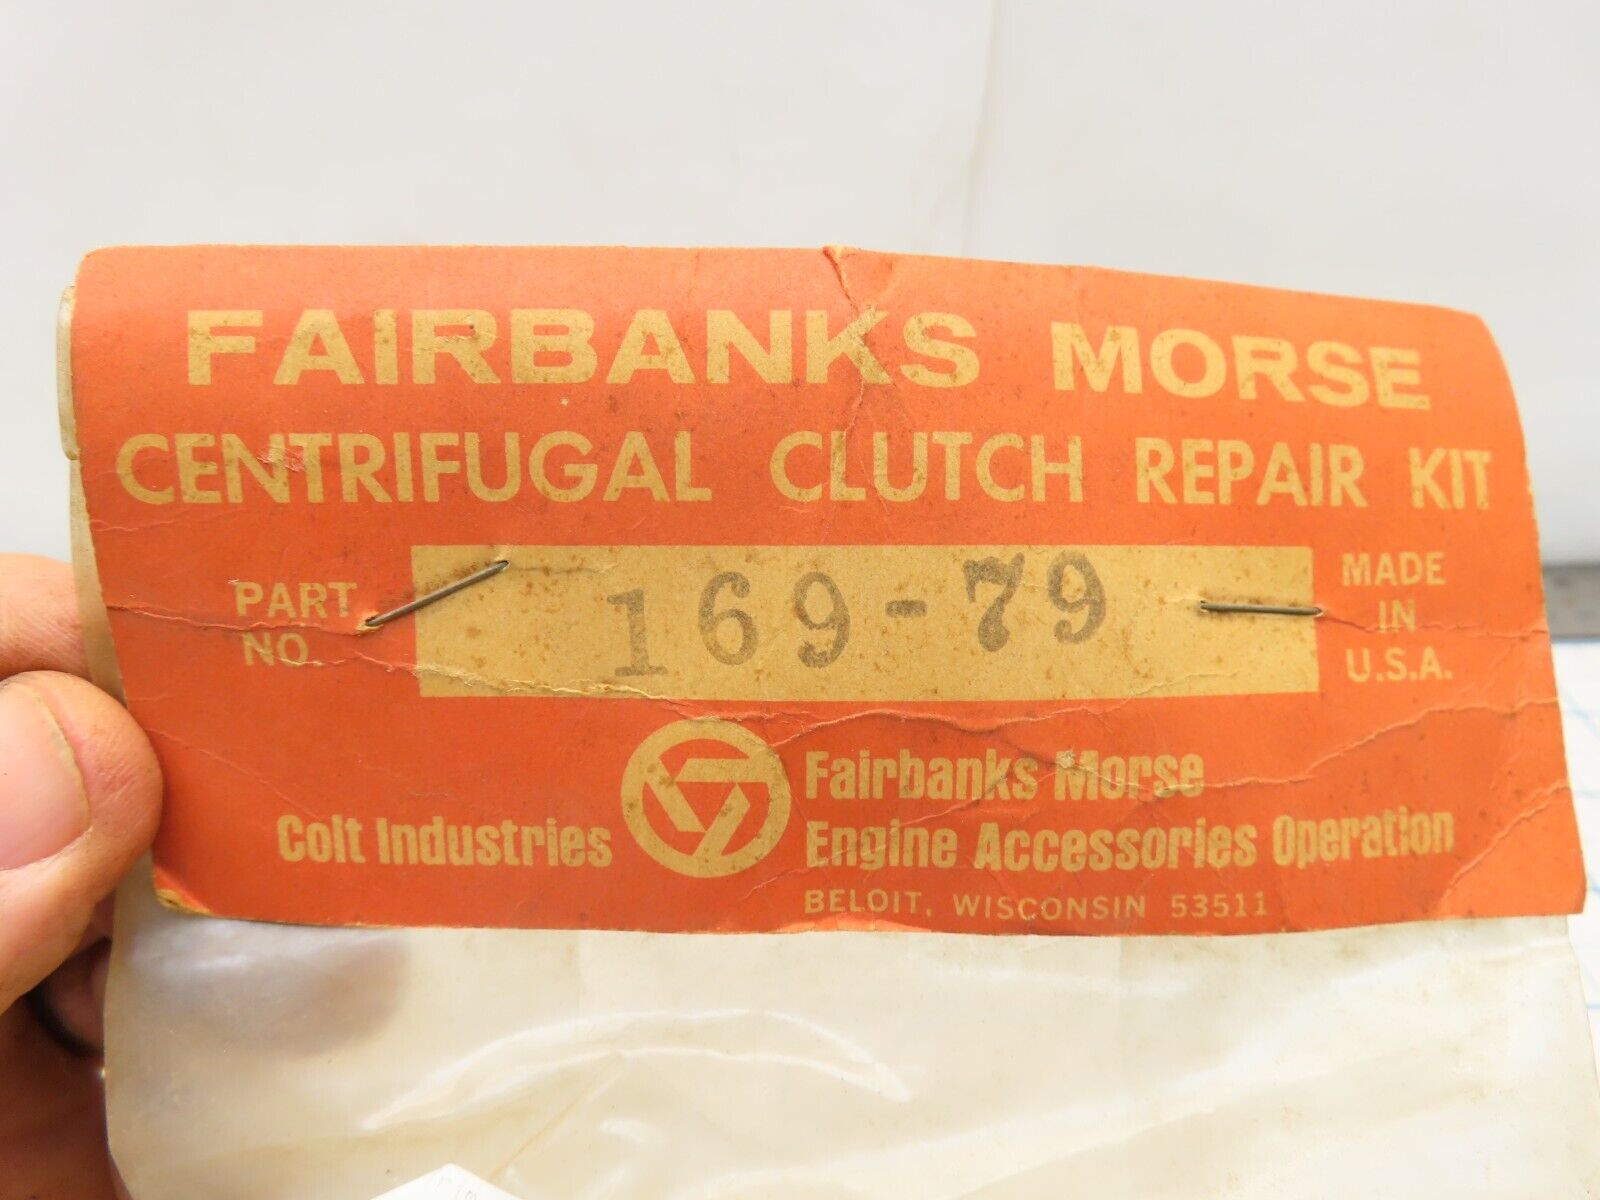 FAIRBANKS MORSE
CENTRIFUGAL CLUTCH REPAIR KIT
PART NO.
169-79
MADE IN U.S.A.
Colt Industries
Fairbanks Morse
Engine Accessories Operation
BELOIT, WISCONSIN 53511